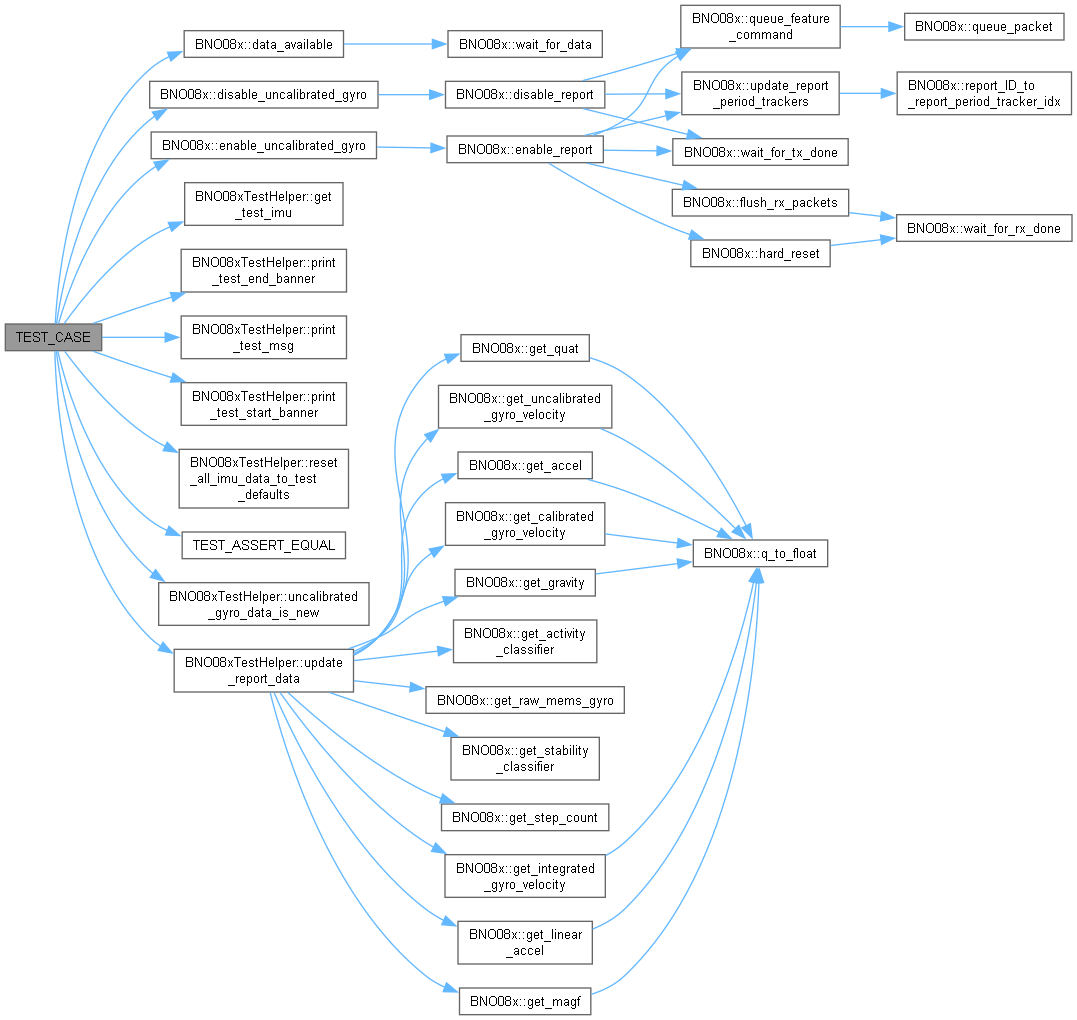 TEST_CASE
BNO08x::data_available
BNO08x::wait_for_data
BNO08x::disable_uncalibrated_gyro
BNO08x::disable_report
BNO08x::queue_feature
_command
BNO08x::queue_packet
BNO08x::update_report
_period_trackers
BNO08x::report_ID_to
_report_period_tracker_idx
BNO08x::wait_for_tx_done
BNO08x::enable_uncalibrated_gyro
BNO08x::enable_report
BNO08x::flush_rx_packets
BNO08x::wait_for_rx_done
BNO08x::hard_reset
BNO08xTestHelper::get
_test_imu
BNO08xTestHelper::print
_test_end_banner
BNO08xTestHelper::print
_test_msg
BNO08xTestHelper::print
_test_start_banner
BNO08xTestHelper::reset
_all_imu_data_to_test
_defaults
TEST_ASSERT_EQUAL
BNO08xTestHelper::uncalibrated
_gyro_data_is_new
BNO08xTestHelper::update
_report_data
BNO08x::get_quat
BNO08x::get_uncalibrated
_gyro_velocity
BNO08x::get_accel
BNO08x::get_calibrated
_gyro_velocity
BNO08x::get_gravity
BNO08x::q_to_float
BNO08x::get_activity
_classifier
BNO08x::get_raw_mems_gyro
BNO08x::get_stability
_classifier
BNO08x::get_step_count
BNO08x::get_integrated
_gyro_velocity
BNO08x::get_linear
_accel
BNO08x::get_magf